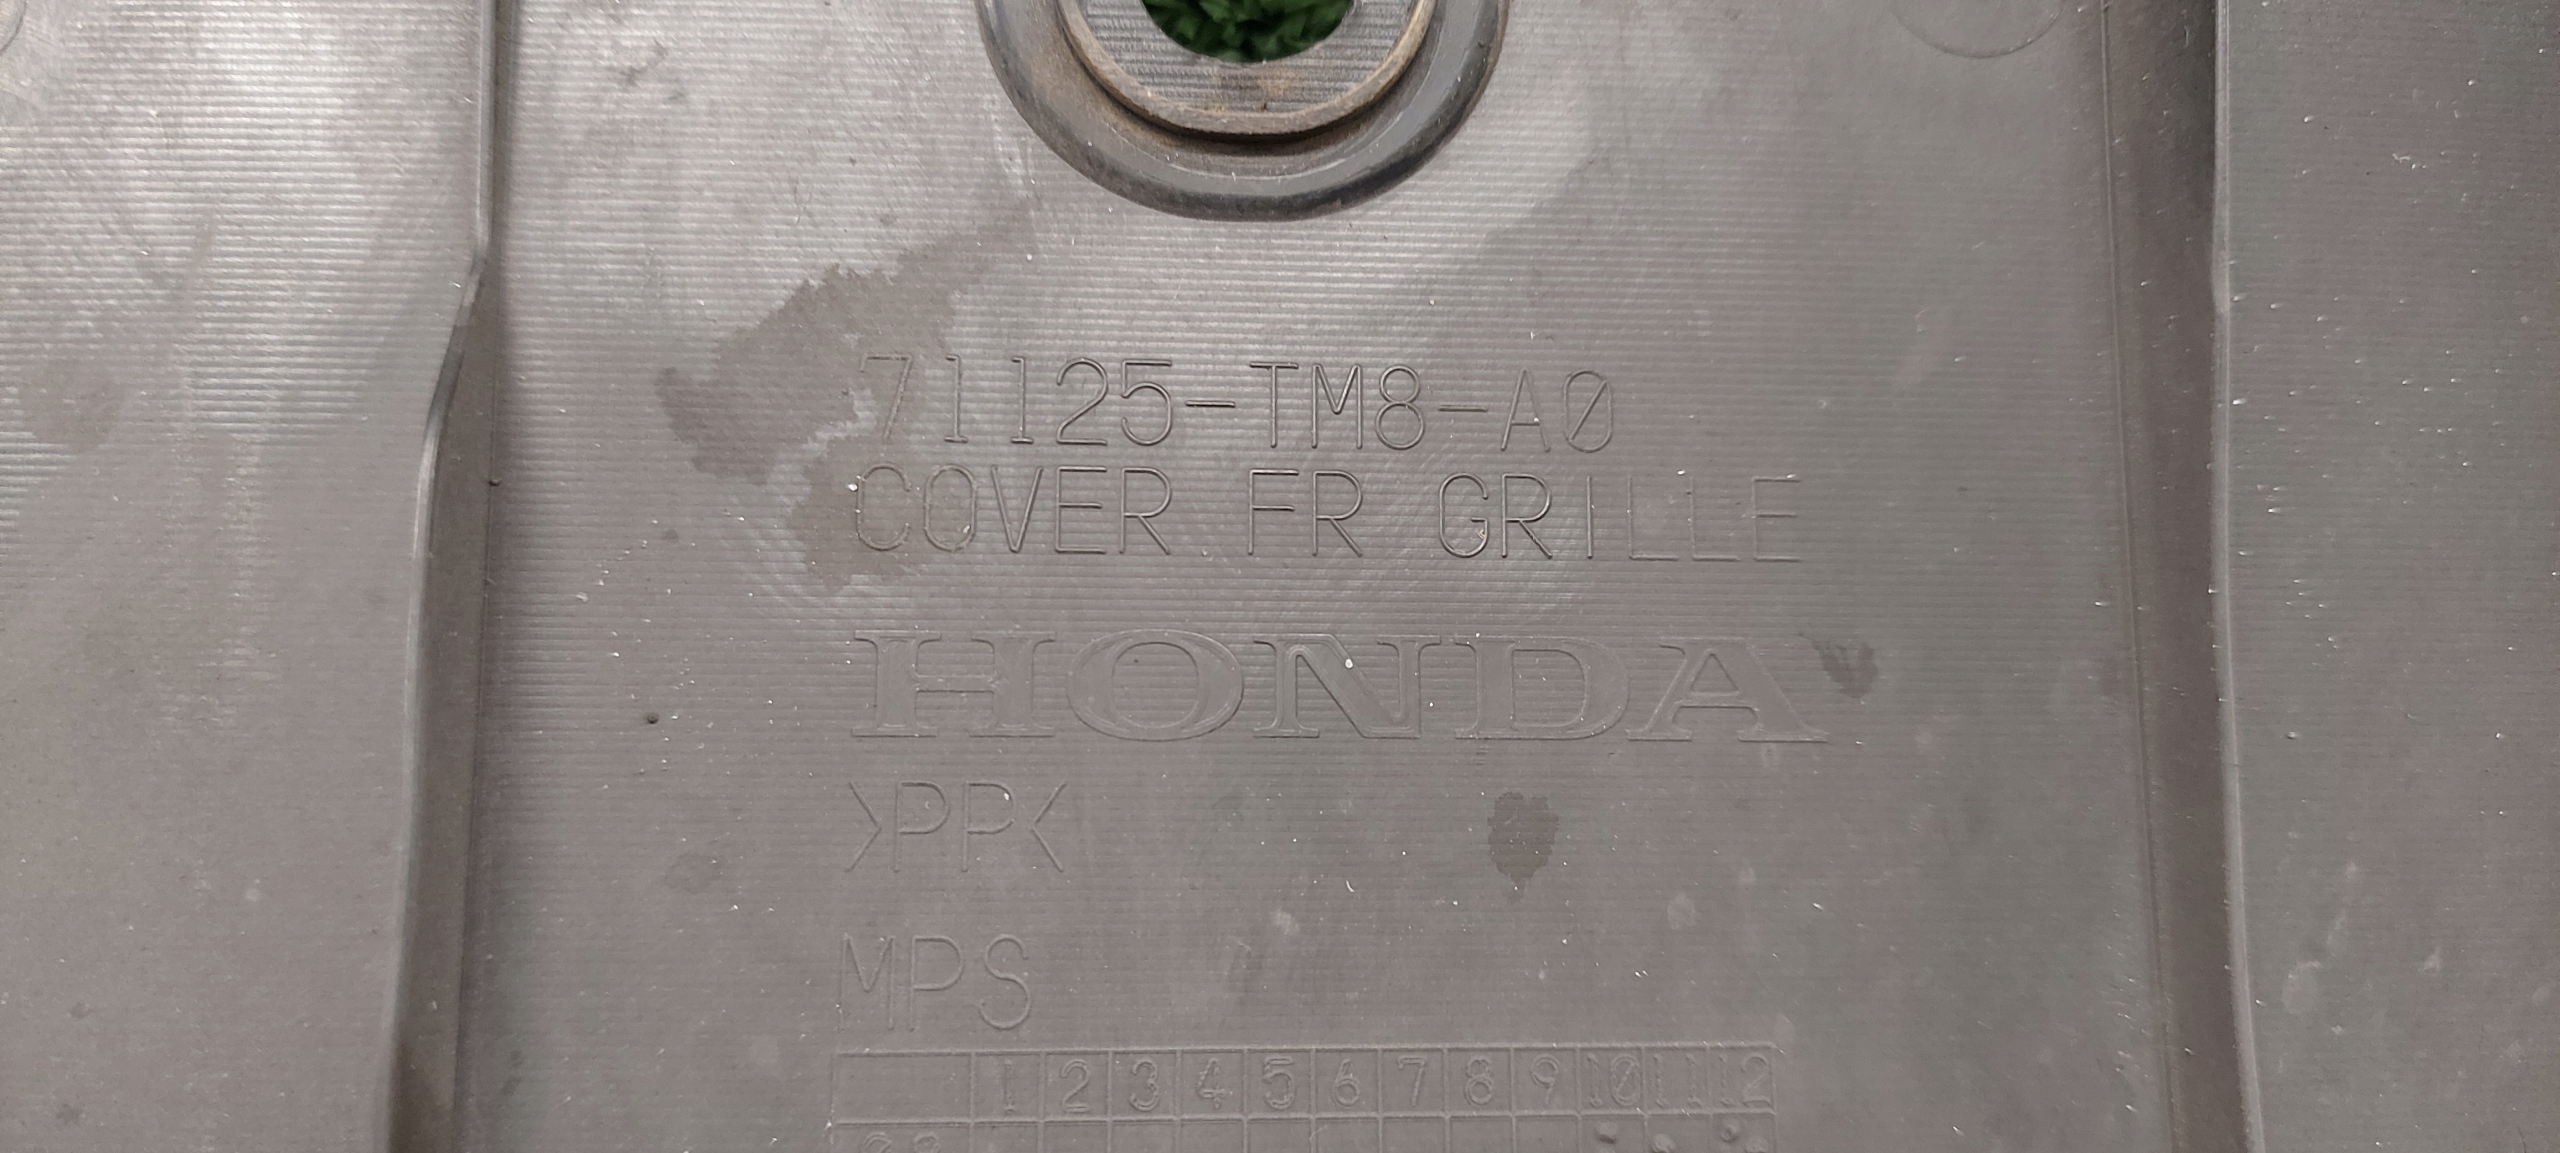 71125-TM8-A0
COVER.FR GRILLE
HONDA
>PP<
MPS
1 2 3 4 5 6 7 8 9 10 11 12